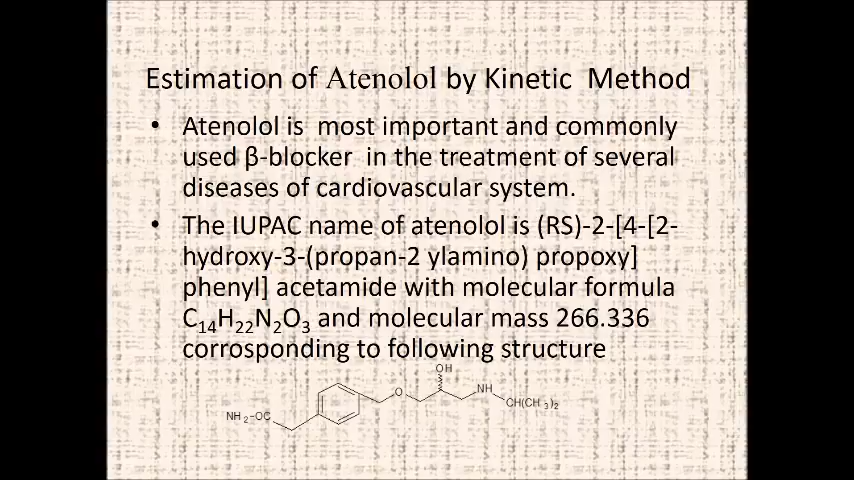 Estimation of Atenolol by Kinetic  Method
• Atenolol is  most important and commonly
used β-blocker  in the treatment of several
diseases of cardiovascular system.
• The IUPAC name of atenolol is (RS)-2-[4-[2-
hydroxy-3-(propan-2 ylamino) propoxy]
phenyl] acetamide with molecular formula
C₁₄H₂₂N₂O₃ and molecular mass 266.336
corrosponding to following structure
OH
NH₂-OC
O
NH
CH(CH₃)₂